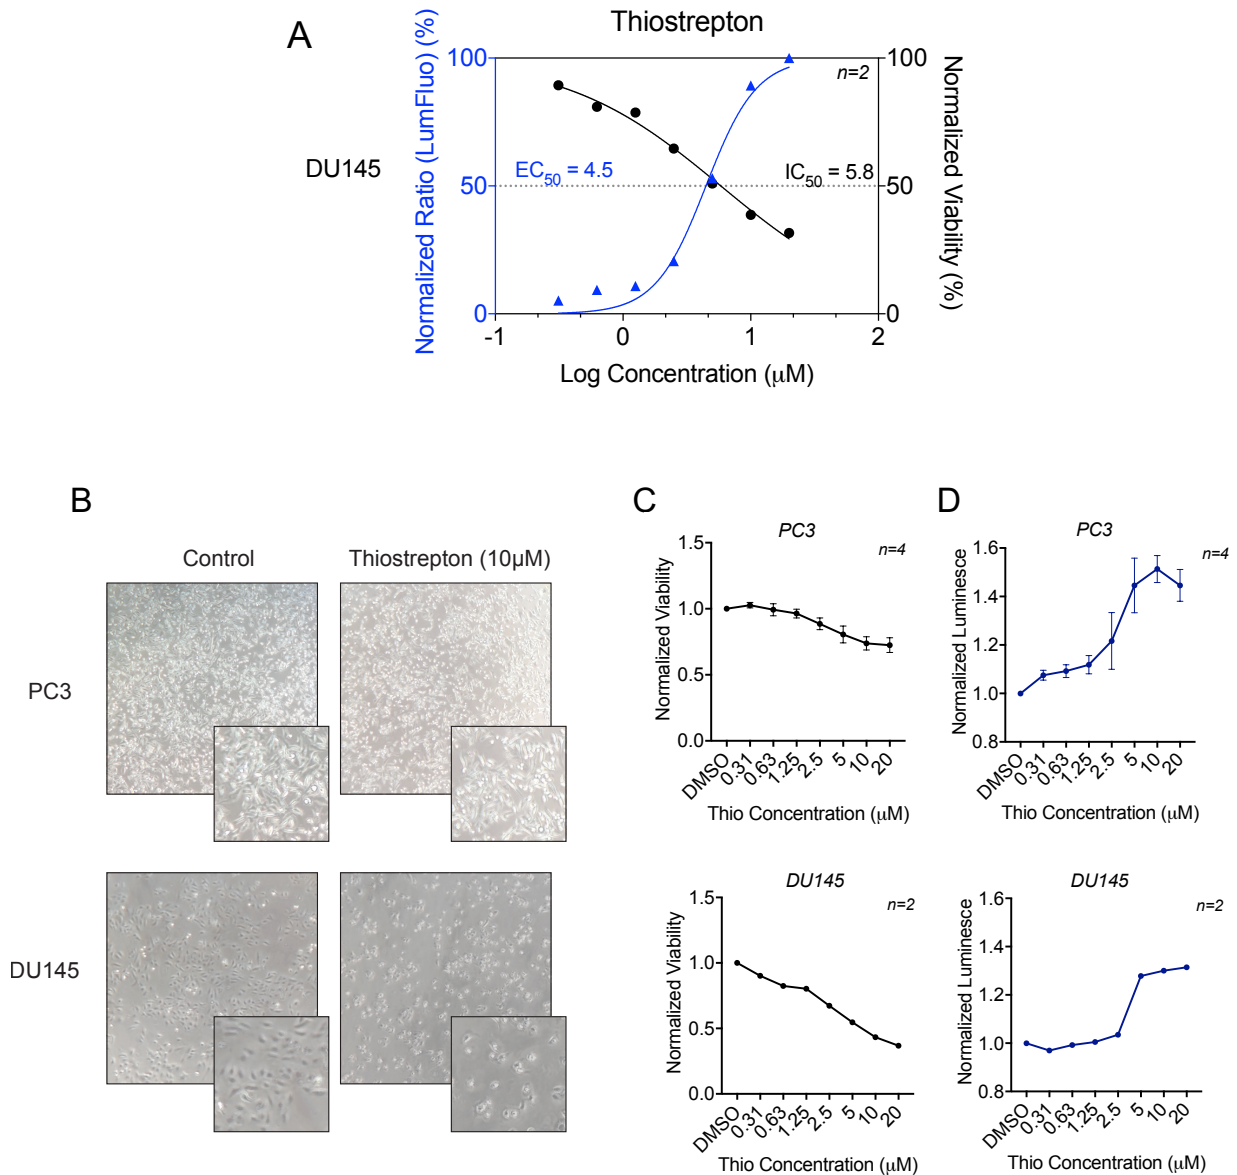 A
Thiostrepton
DU145
Normalized Ratio (LumFluo) (%)
100
50
0
n=2
EC50 = 4.5
IC50 = 5.8
100
50
0
Normalized Viability (%)
-1
0
1
2
Log Concentration (μM)
B
Control
Thiostrepton (10μM)
PC3
DU145
C
PC3
n=4
Normalized Viability
1.5
1.0
0.5
0.0
DMSO
0.31
0.63
1.25
2.5
5
10
20
Thio Concentration (μM)
DU145
n=2
Normalized Viability
1.5
1.0
0.5
0.0
DMSO
0.31
0.63
1.25
2.5
5
10
20
Thio Concentration (μM)
D
PC3
n=4
Normalized Luminesce
1.6
1.4
1.2
1.0
0.8
DMSO
0.31
0.63
1.25
2.5
5
10
20
Thio Concentration (μM)
DU145
n=2
Normalized Luminesce
1.6
1.4
1.2
1.0
0.8
DMSO
0.31
0.63
1.25
2.5
5
10
20
Thio Concentration (μM)